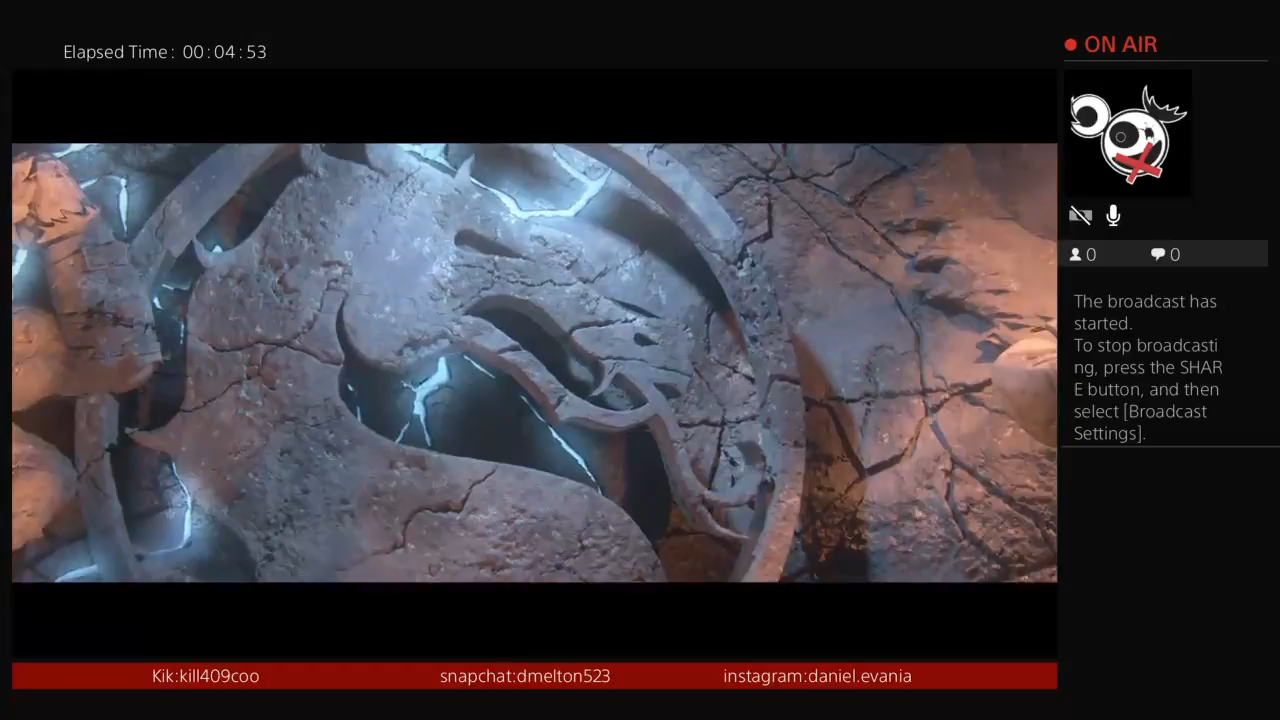 Elapsed Time: 00:04:53
ON AIR
0 0
The broadcast has
started.
To stop broadcasti
ng, press the SHAR
E button, and then
select [Broadcast
Settings].
Kik:kill409coo snapchat:dmelton523 instagram:daniel.evania